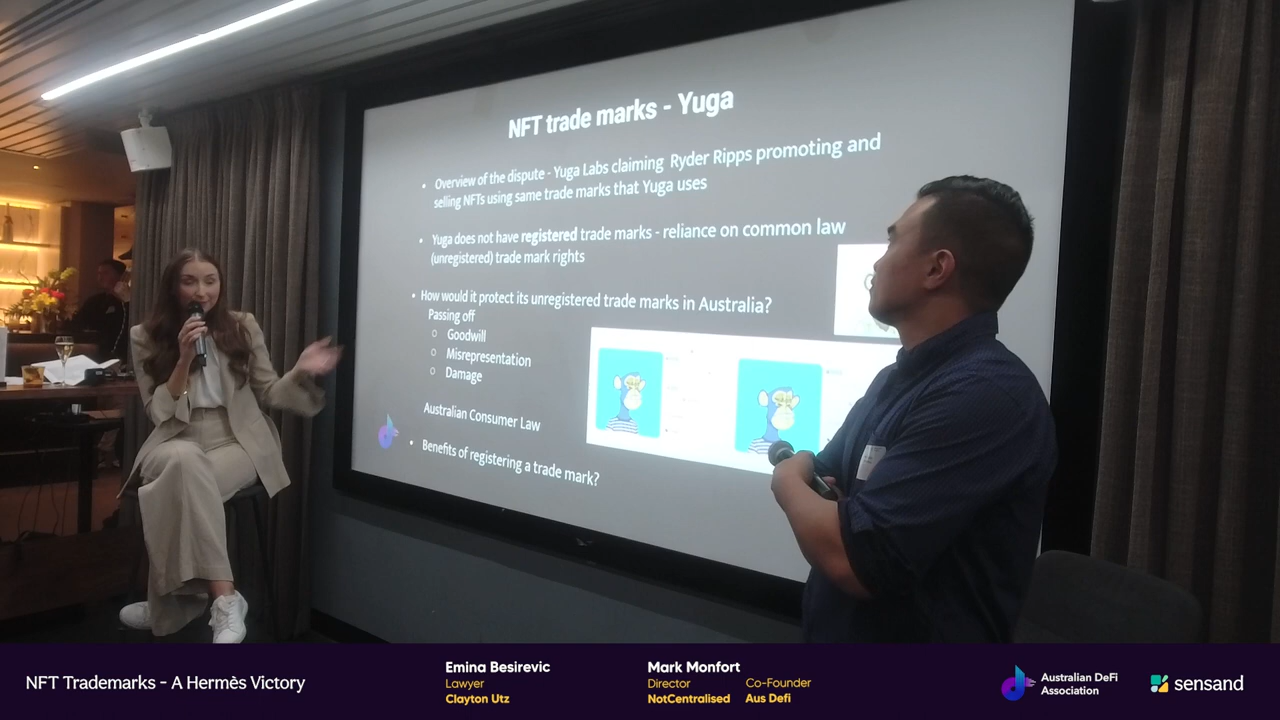 NFT trade marks - Yuga
• Overview of the dispute - Yuga Labs claiming Ryder Ripps promoting and
selling NFTs using same trade marks that Yuga uses
• Yuga does not have registered trade marks - reliance on common law
(unregistered) trade mark rights
• How would it protect its unregistered trade marks in Australia?
Passing off
○ Goodwill
○ Misrepresentation
○ Damage
Australian Consumer Law
• Benefits of registering a trade mark?
NFT Trademarks - A Hermès Victory
Emina Besirevic
Lawyer
Clayton Utz
Mark Monfort
Director
NotCentralised
Co-Founder
Aus Defi
Australian DeFi
Association
sensand